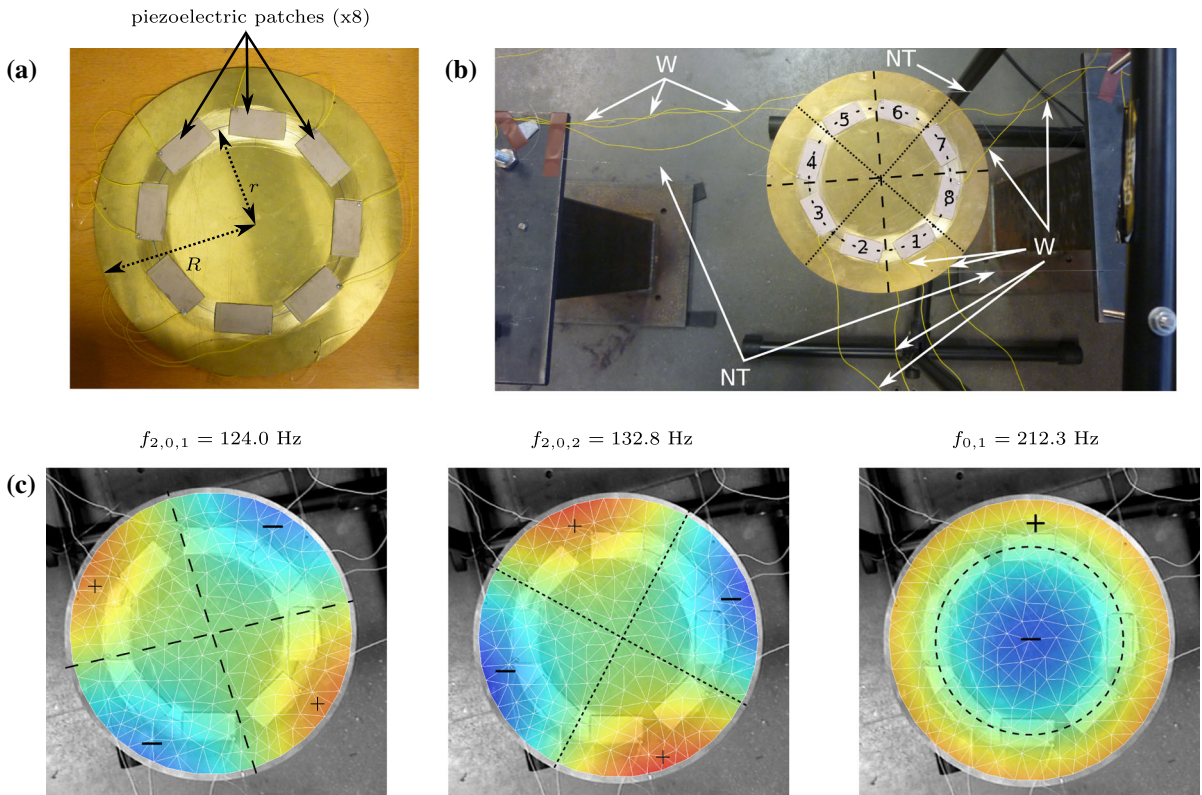 piezoelectric patches (x8)
(a)
r
R
(b)
W
NT
6
5
7
4
8
3
2
1
W
NT
W
f2,0,1 = 124.0 Hz
f2,0,2 = 132.8 Hz
f0,1 = 212.3 Hz
(c)
−
+
+
−
+
−
−
+
+
−